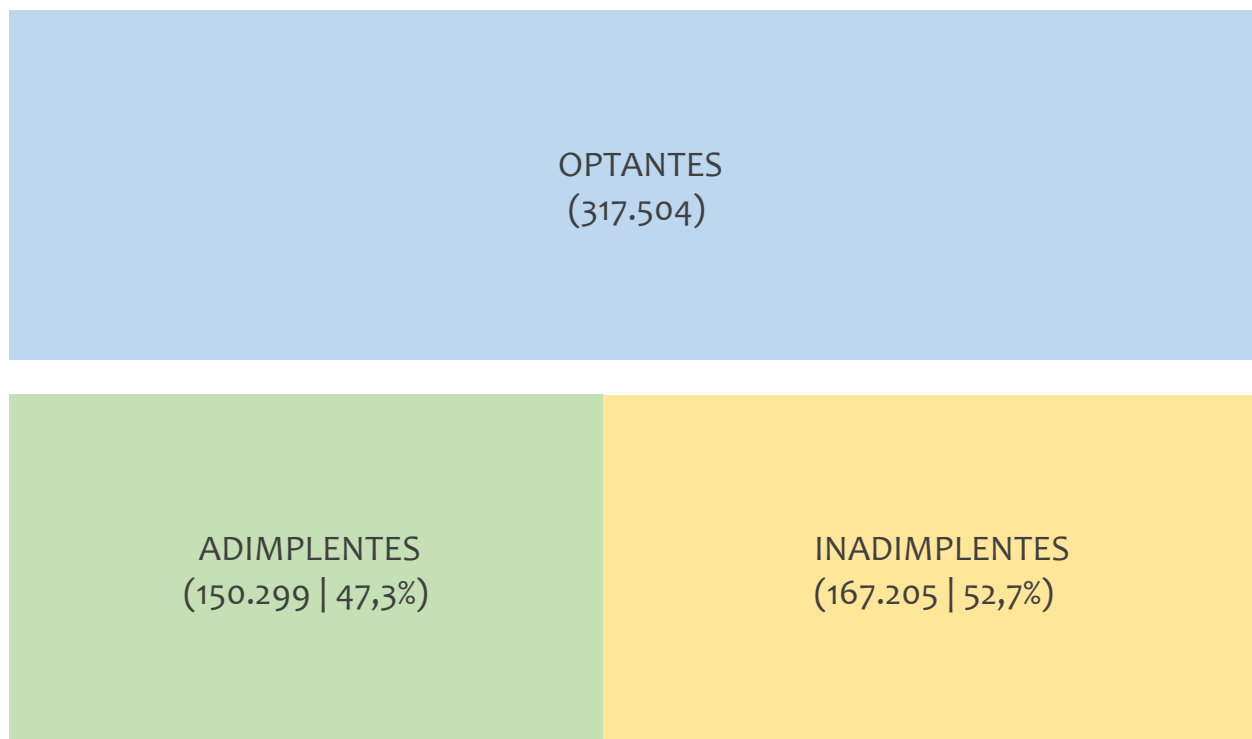 OPTANTES
(317.504)
ADIMPLENTES
(150.299 | 47,3%)
INADIMPLENTES
(167.205 | 52,7%)